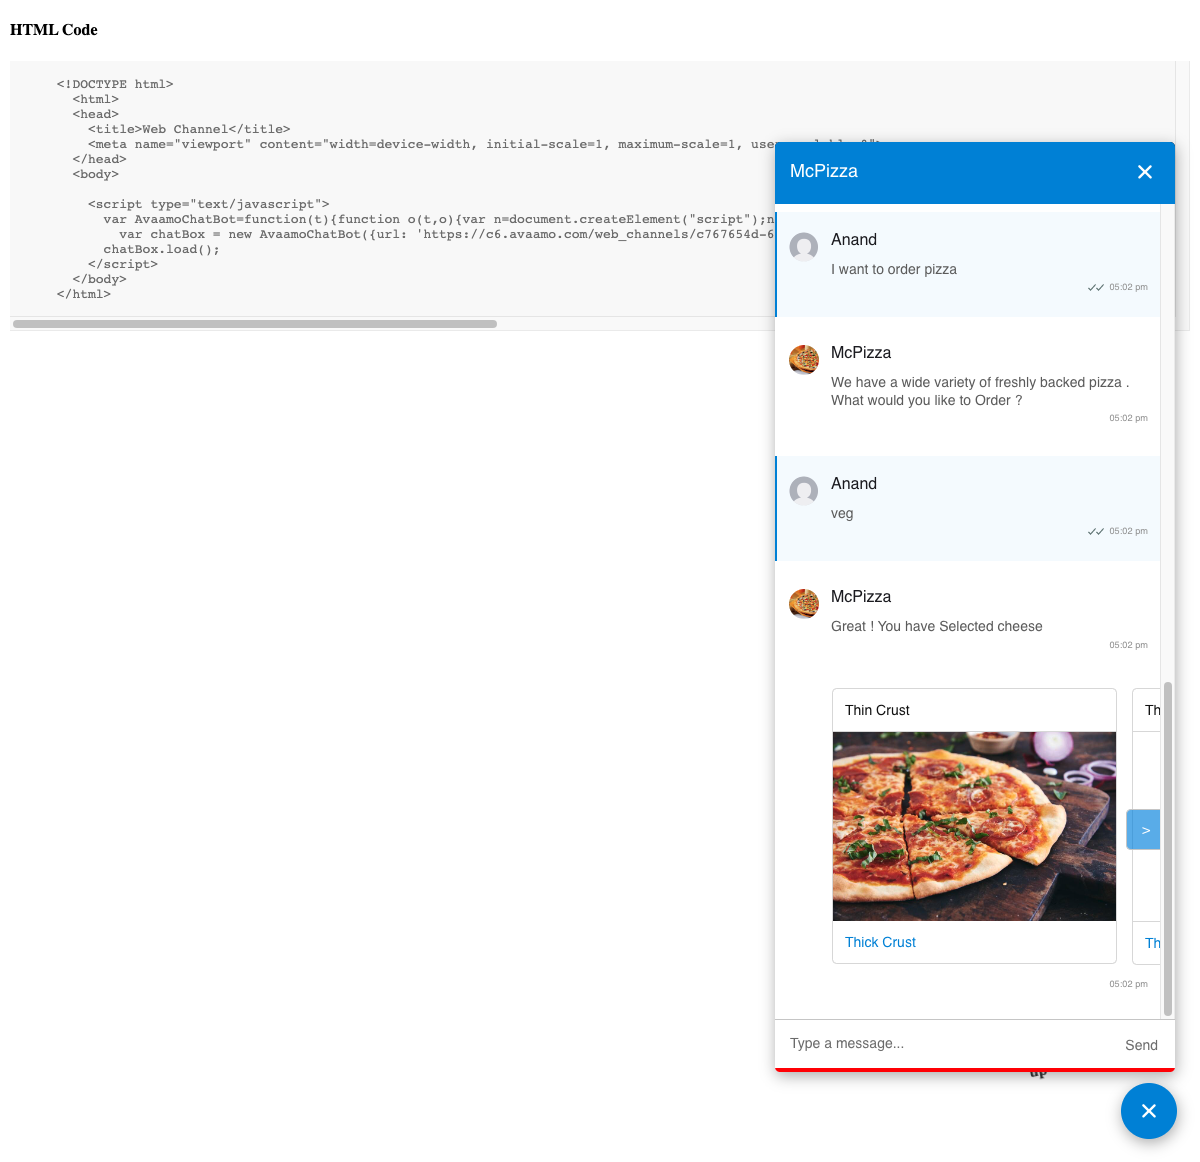 HTML Code
<!DOCTYPE html>
<html>
<head>
<title>Web Channel</title>
<meta name="viewport" content="width=device-width, initial-scale=1, maximum-scale=1,
</head>
<body>
<script type="text/javascript">
var AvaamoChatBot=function(t){function o(t,o){var n=document.createElement("script");n
var chatBox = new AvaamoChatBot({url: 'https://c6.avaamo.com/web_channels/c767654d-6
chatBox.load();
</script>
</body>
</html>
McPizza
Anand
I want to order pizza
05:02 pm
McPizza
We have a wide variety of freshly backed pizza .
What would you like to Order ?
05:02 pm
Anand
veg
05:02 pm
McPizza
Great ! You have Selected cheese
05:02 pm
Thin Crust
Th
>
Thick Crust
Th
05:02 pm
Type a message...
Send
up